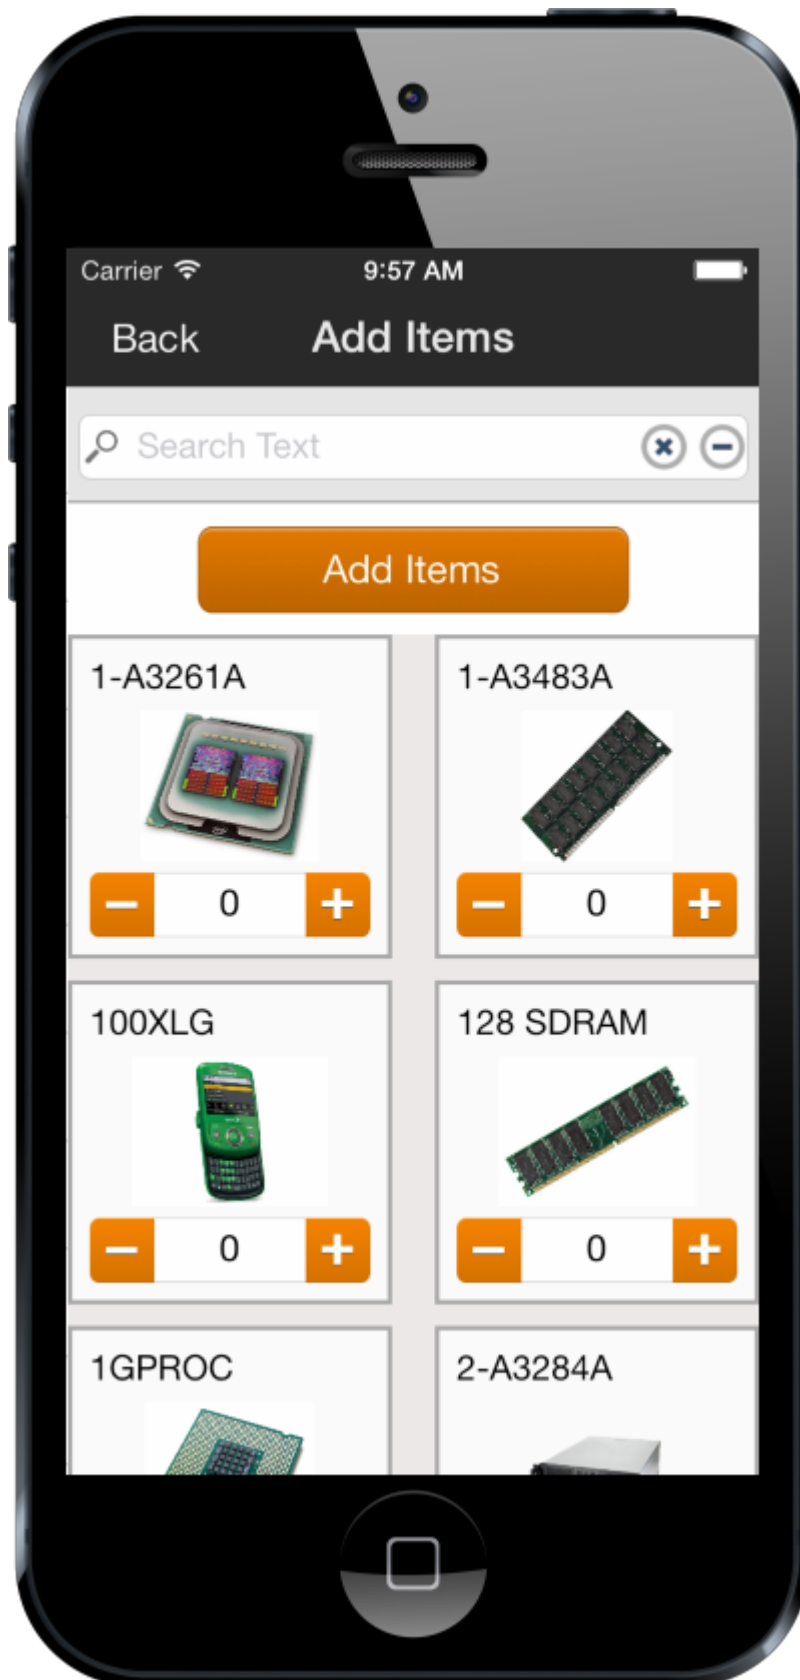 Carrier 9:57 AM
Back Add Items
Search Text
Add Items
1-A3261A 1-A3483A
0 0
100XLG 128 SDRAM
0 0
1GPROC 2-A3284A